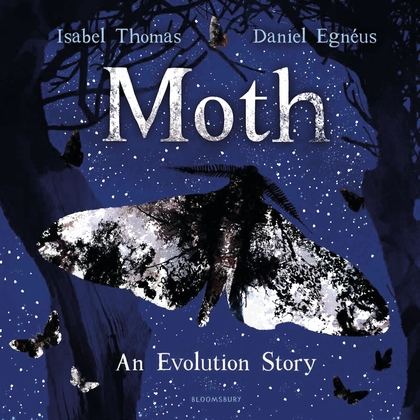 Isabel Thomas Daniel Egnéus
Moth
An Evolution Story
BLOOMSBURY